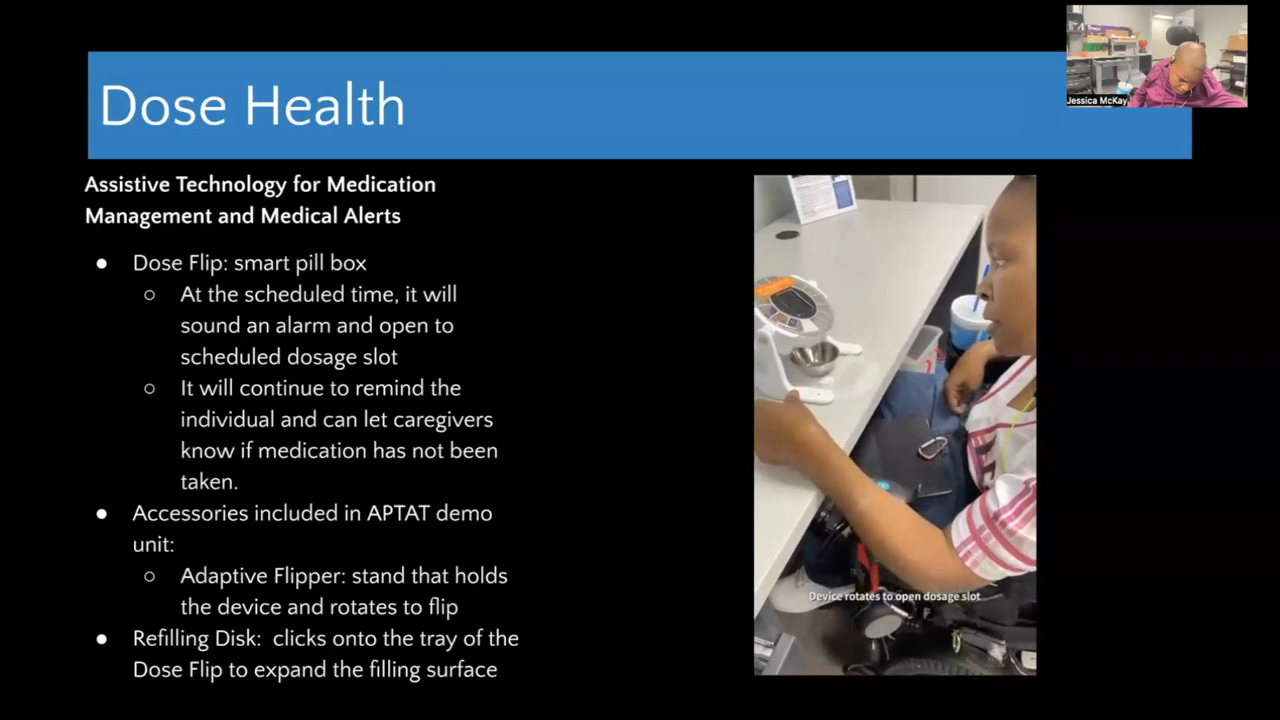 Dose Health
Jessica McKay
Assistive Technology for Medication
Management and Medical Alerts
● Dose Flip: smart pill box
○ At the scheduled time, it will
sound an alarm and open to
scheduled dosage slot
○ It will continue to remind the
individual and can let caregivers
know if medication has not been
taken.
● Accessories included in APTAT demo
unit:
○ Adaptive Flipper: stand that holds
the device and rotates to flip
● Refilling Disk: clicks onto the tray of the
Dose Flip to expand the filling surface
Device rotates to open dosage slot